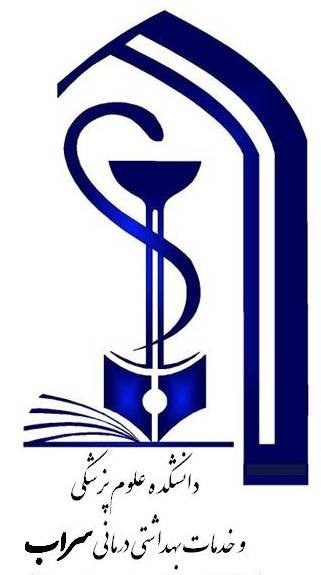 دانشکده علوم پزشکی
و خدمات بهداشتی درمانی سراب